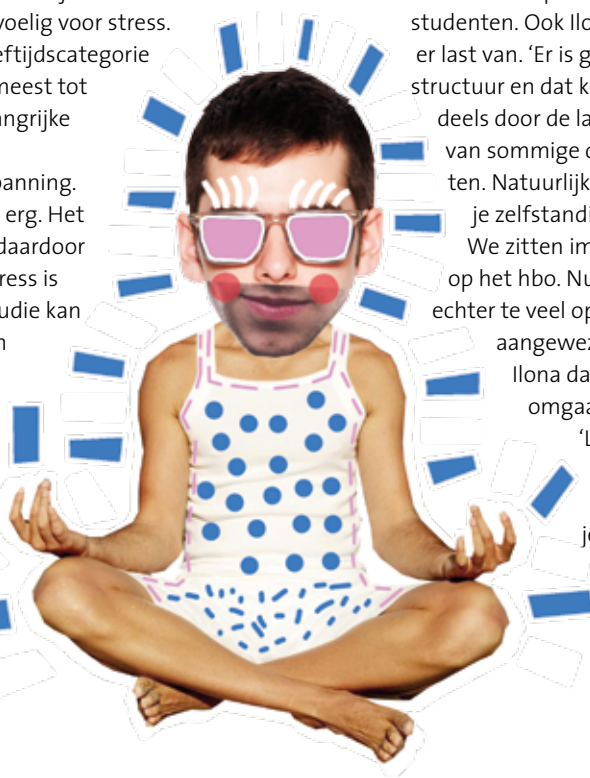 voelig voor stress.
eftijdscategorie
meest tot
angrijke
panning.
erg. Het
daardoor
ress is
udie kan
n
studenten. Ook Ilo
er last van. ‘Er is g
structuur en dat k
deels door de la
van sommige
ten. Natuurlijk
je zelfstandi
We zitten im
op het hbo. Nu
echter te veel op
aangewez
Ilona da
omgaa
‘L
je